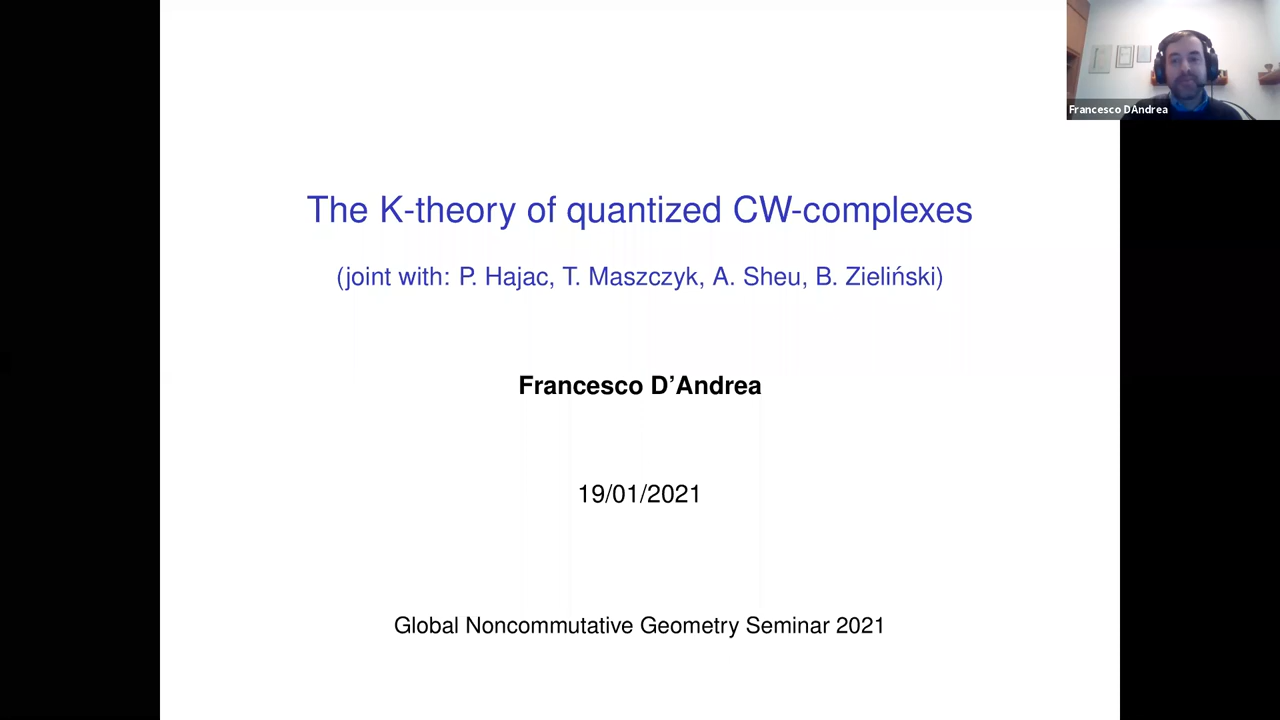 Francesco DAndrea
The K-theory of quantized CW-complexes
(joint with: P. Hajac, T. Maszczyk, A. Sheu, B. Zieliński)
Francesco D'Andrea
19/01/2021
Global Noncommutative Geometry Seminar 2021